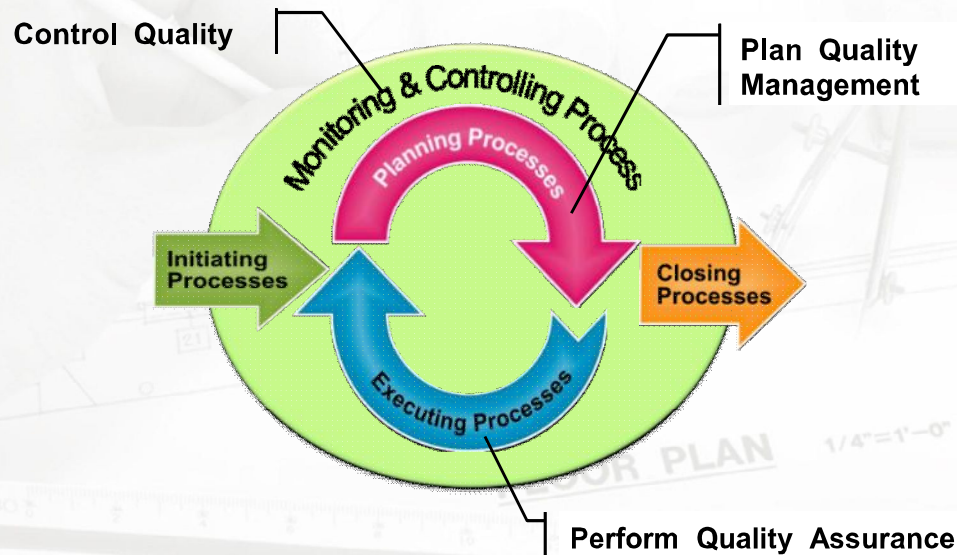 Control Quality
Plan Quality
Management
Monitoring & Controlling Process
Planning Processes
Initiating
Processes
Closing
Processes
Executing Processes
PLAN
1/4"=1'-0"
21
Perform Quality Assurance